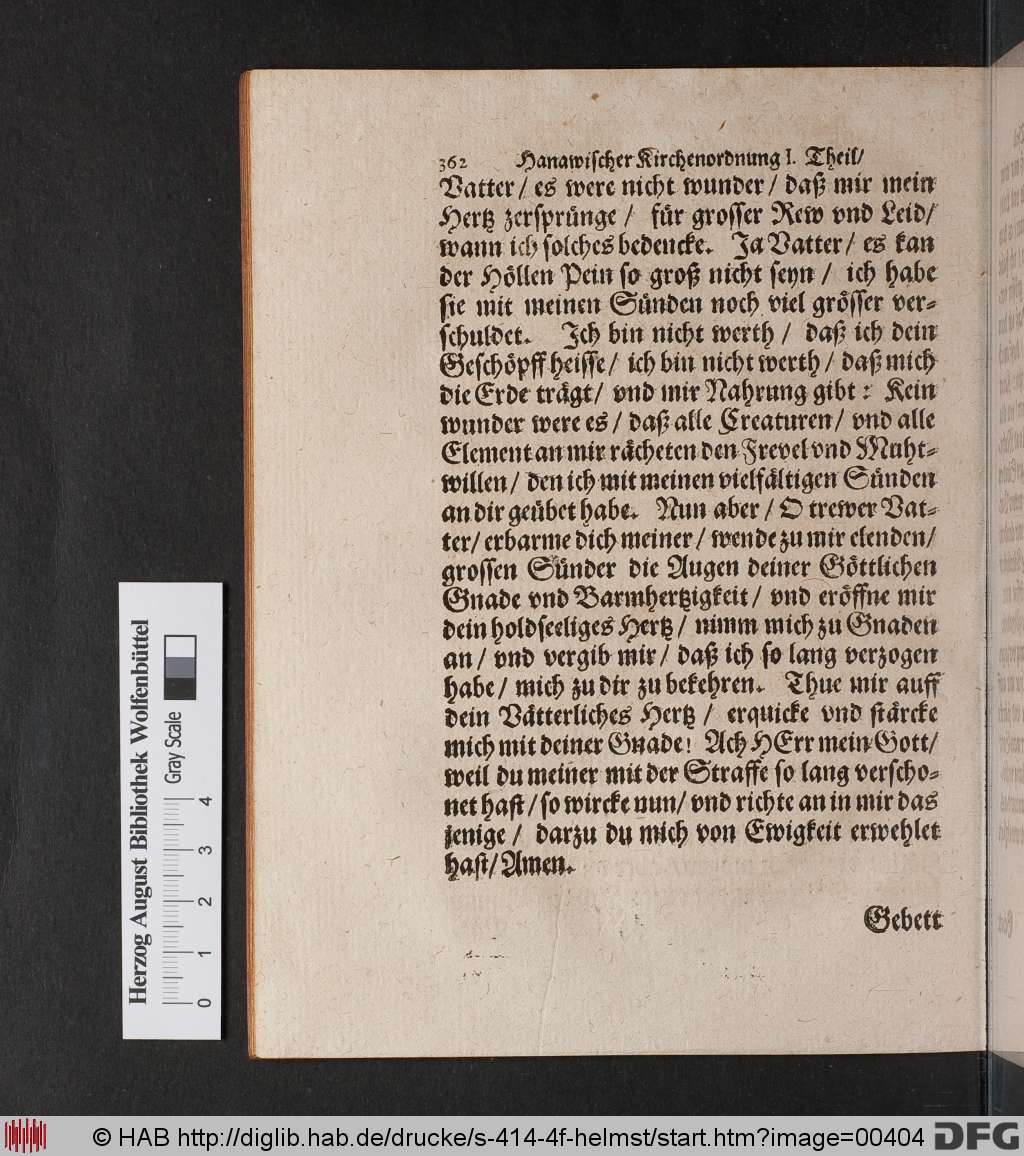 362 Hanawischer Kirchenordnung I. Theil/
Vatter/ es were nicht wunder/ daß mir mein
Hertz zersprünge/ für grosser Rew vnd Leid/
wann ich solches bedencke. Ja Vatter/ es kan
der Höllen Pein so groß nicht seyn/ ich habe
sie mit meinen Sünden noch viel grösser ver-
schuldet. Ich bin nicht werth/ daß ich dein
Geschöpff heisse/ ich bin nicht werth/ daß mich
die Erde trägt/ vnd mir Nahrung gibt: Kein
wunder were es/ daß alle Creaturen/ vnd alle
Element an mir rächeten den Frevel vnd Muht-
willen/ den ich mit meinen vielfältigen Sünden
an dir geübet habe. Nun aber/ O trewer Vat-
ter/ erbarme dich meiner/ wende zu mir elenden/
grossen Sünder die Augen deiner Göttlichen
Gnade vnd Barmhertzigkeit/ vnd eröffne mir
dein holdseeliges Hertz/ nimm mich zu Gnaden
an/ vnd vergib mir/ daß ich so lang verzogen
habe/ mich zu dir zu bekehren. Thue mir auff
dein Vätterliches Hertz/ erquicke vnd stärcke
mich mit deiner Gnade! Ach HErr mein Gott/
weil du meiner mit der Straffe so lang verscho-
net hast/ so wircke nun/ vnd richte an in mir das
jenige/ darzu du mich von Ewigkeit erwehlet
hast/ Amen.
Gebett
Herzog August Bibliothek Wolfenbüttel
Gray Scale
0 1 2 3 4
© HAB http://diglib.hab.de/drucke/s-414-4f-helmst/start.htm?image=00404
DFG